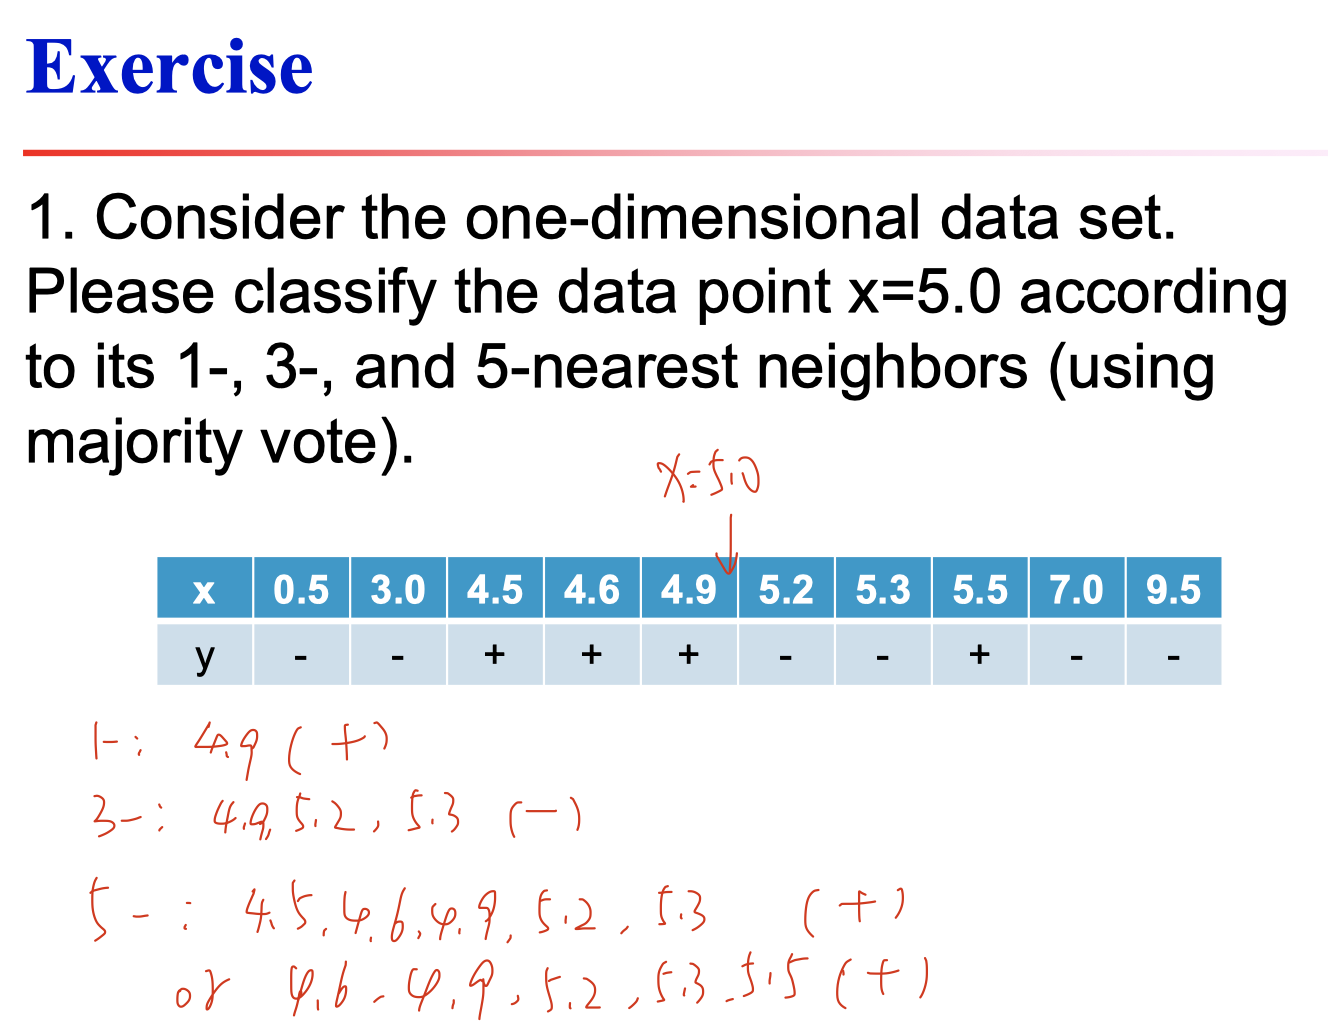 Exercise
1. Consider the one-dimensional data set.
Please classify the data point x=5.0 according
to its 1-, 3-, and 5-nearest neighbors (using
majority vote).
x=5.0
x 0.5 3.0 4.5 4.6 4.9 5.2 5.3 5.5 7.0 9.5
y - - + + + - - + - -
1-: 4.9 (+)
3-: 4.9, 5.2, 5.3 (-)
5-: 4.5, 4.6, 4.9, 5.2, 5.3 (+)
or 4.6, 4.9, 5.2, 5.3, 5.5 (+)